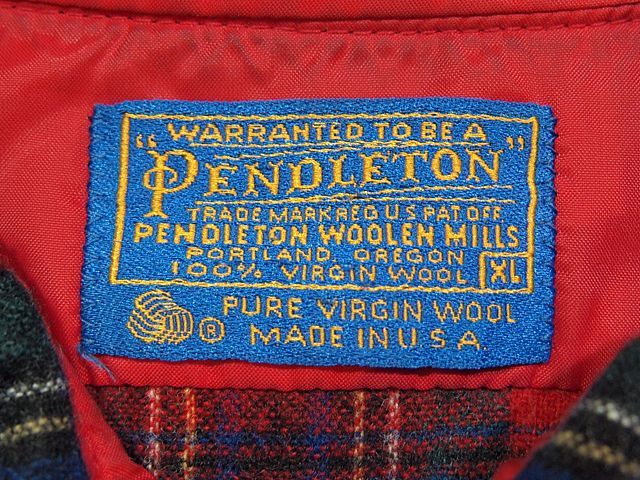 WARRANTED TO BE A
"PENDLETON"
TRADE MARK REG U.S. PAT OFF
PENDLETON WOOLEN MILLS
PORTLAND, OREGON
100% VIRGIN WOOL XL
® PURE VIRGIN WOOL
MADE IN U S A.